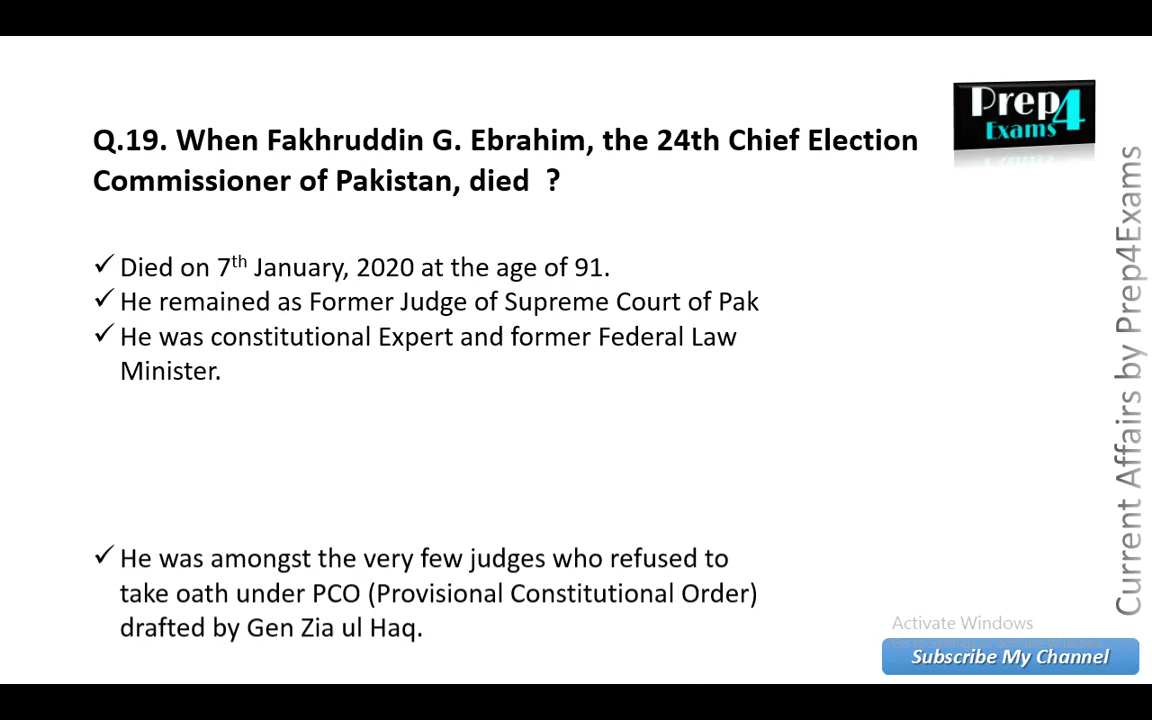 Prep4
Exams
Q.19. When Fakhruddin G. Ebrahim, the 24th Chief Election
Commissioner of Pakistan, died ?
✓ Died on 7th January, 2020 at the age of 91.
✓ He remained as Former Judge of Supreme Court of Pak
✓ He was constitutional Expert and former Federal Law
Minister.
✓ He was amongst the very few judges who refused to
take oath under PCO (Provisional Constitutional Order)
drafted by Gen Zia ul Haq.
Current Affairs by Prep4Exams
Activate Windows
Subscribe My Channel